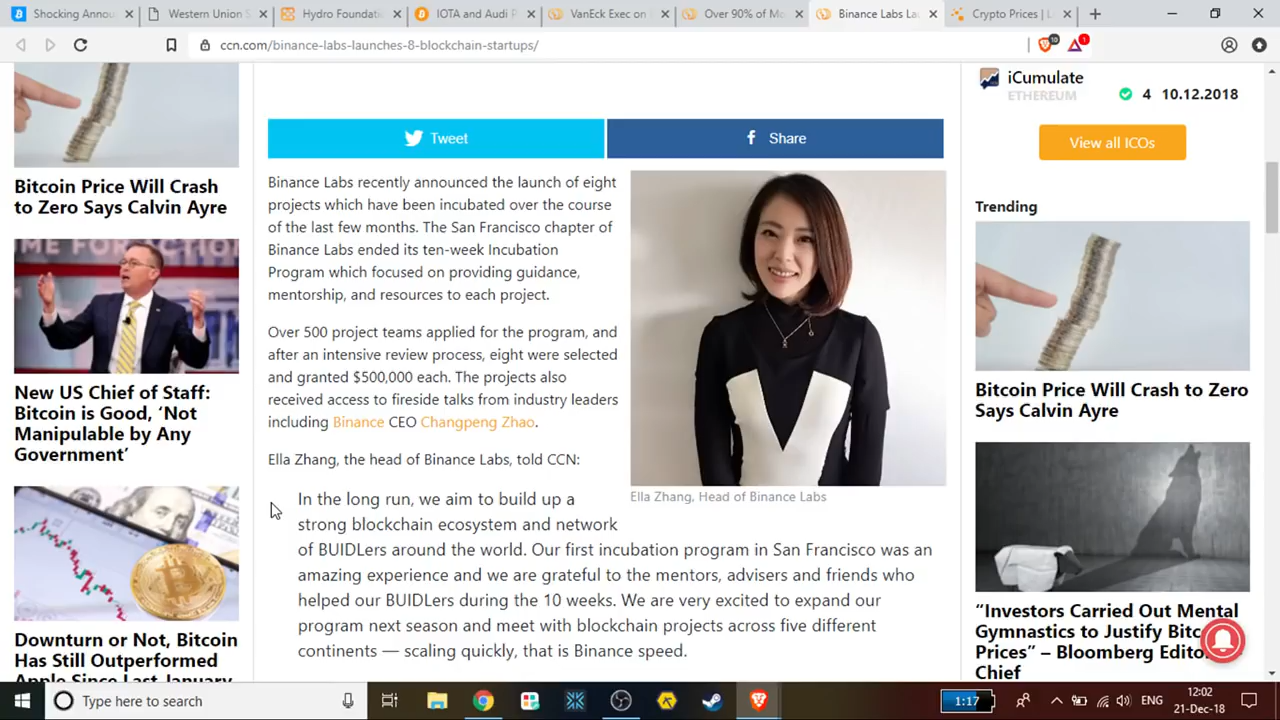 Shocking Annou
Western Union S
Hydro Foundatio
IOTA and Audi P
VanEck Exec on
Over 90% of Mo
Binance Labs Lau
Crypto Prices | L
ccn.com/binance-labs-launches-8-blockchain-startups/
10
1
Bitcoin Price Will Crash
to Zero Says Calvin Ayre
New US Chief of Staff:
Bitcoin is Good, ‘Not
Manipulable by Any
Government’
Downturn or Not, Bitcoin
Has Still Outperformed
Apple Since Last January
Tweet
Share
Binance Labs recently announced the launch of eight
projects which have been incubated over the course
of the last few months. The San Francisco chapter of
Binance Labs ended its ten-week Incubation
Program which focused on providing guidance,
mentorship, and resources to each project.
Over 500 project teams applied for the program, and
after an intensive review process, eight were selected
and granted $500,000 each. The projects also
received access to fireside talks from industry leaders
including Binance CEO Changpeng Zhao.
Ella Zhang, the head of Binance Labs, told CCN:
Ella Zhang, Head of Binance Labs
In the long run, we aim to build up a
strong blockchain ecosystem and network
of BUIDLers around the world. Our first incubation program in San Francisco was an
amazing experience and we are grateful to the mentors, advisers and friends who
helped our BUIDLers during the 10 weeks. We are very excited to expand our
program next season and meet with blockchain projects across five different
continents — scaling quickly, that is Binance speed.
iCumulate
ETHEREUM
4 10.12.2018
View all ICOs
Trending
Bitcoin Price Will Crash to Zero
Says Calvin Ayre
“Investors Carried Out Mental
Gymnastics to Justify Bitc
Prices” – Bloomberg Edito
Chief
Type here to search
1:17
ENG
12:02
21-Dec-18